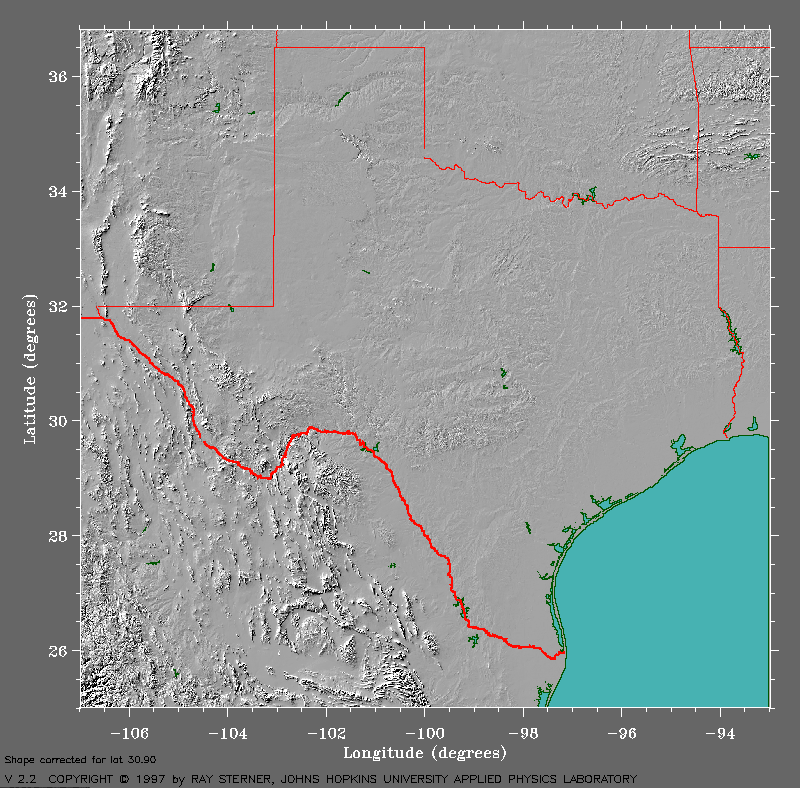 36
34
32
30
28
26
Latitude (degrees)
-106 -104 -102 -100 -98 -96 -94
Longitude (degrees)
Shape corrected for lat 30.90
V 2.2 COPYRIGHT © 1997 by RAY STERNER, JOHNS HOPKINS UNIVERSITY APPLIED PHYSICS LABORATORY